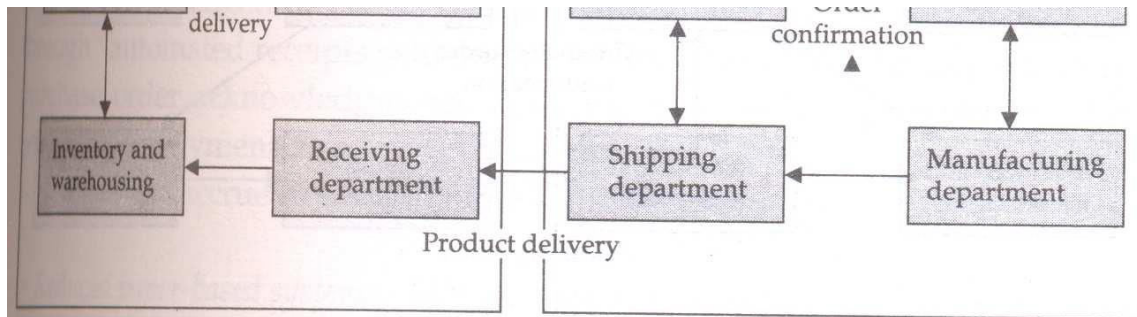 delivery
Order
confirmation
Inventory and
warehousing
Receiving
department
Shipping
department
Manufacturing
department
Product delivery